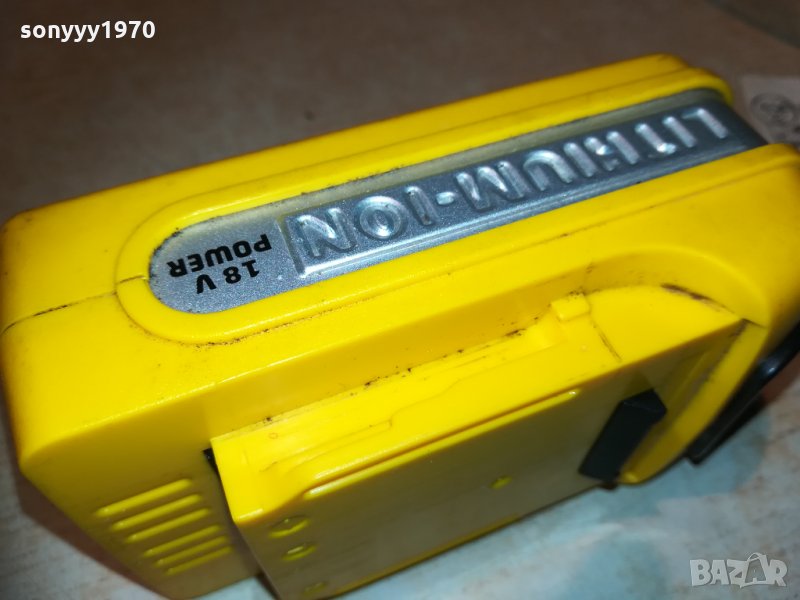 sonyyy1970
LITHIUM-ION
18 V
POWER
BAZAR